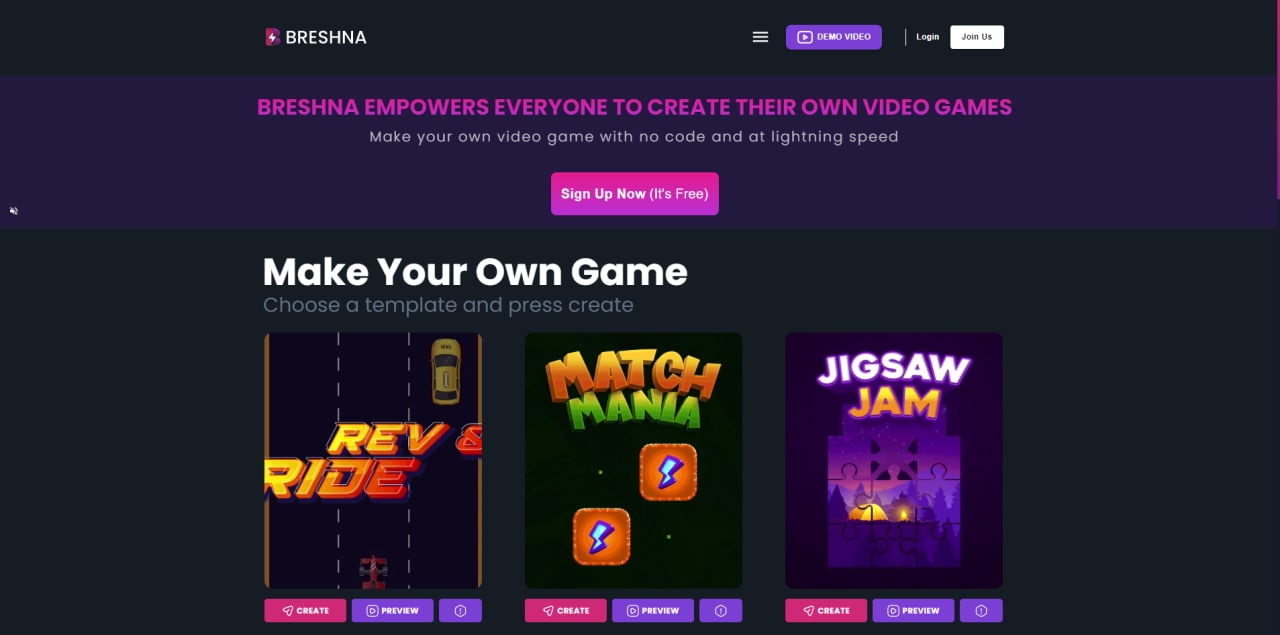 BRESHNA
DEMO VIDEO
Login
Join Us
BRESHNA EMPOWERS EVERYONE TO CREATE THEIR OWN VIDEO GAMES
Make your own video game with no code and at lightning speed
Sign Up Now (It's Free)
Make Your Own Game
Choose a template and press create
REV &
RIDE
MATCH
MANIA
JIGSAW
JAM
CREATE
PREVIEW
CREATE
PREVIEW
CREATE
PREVIEW